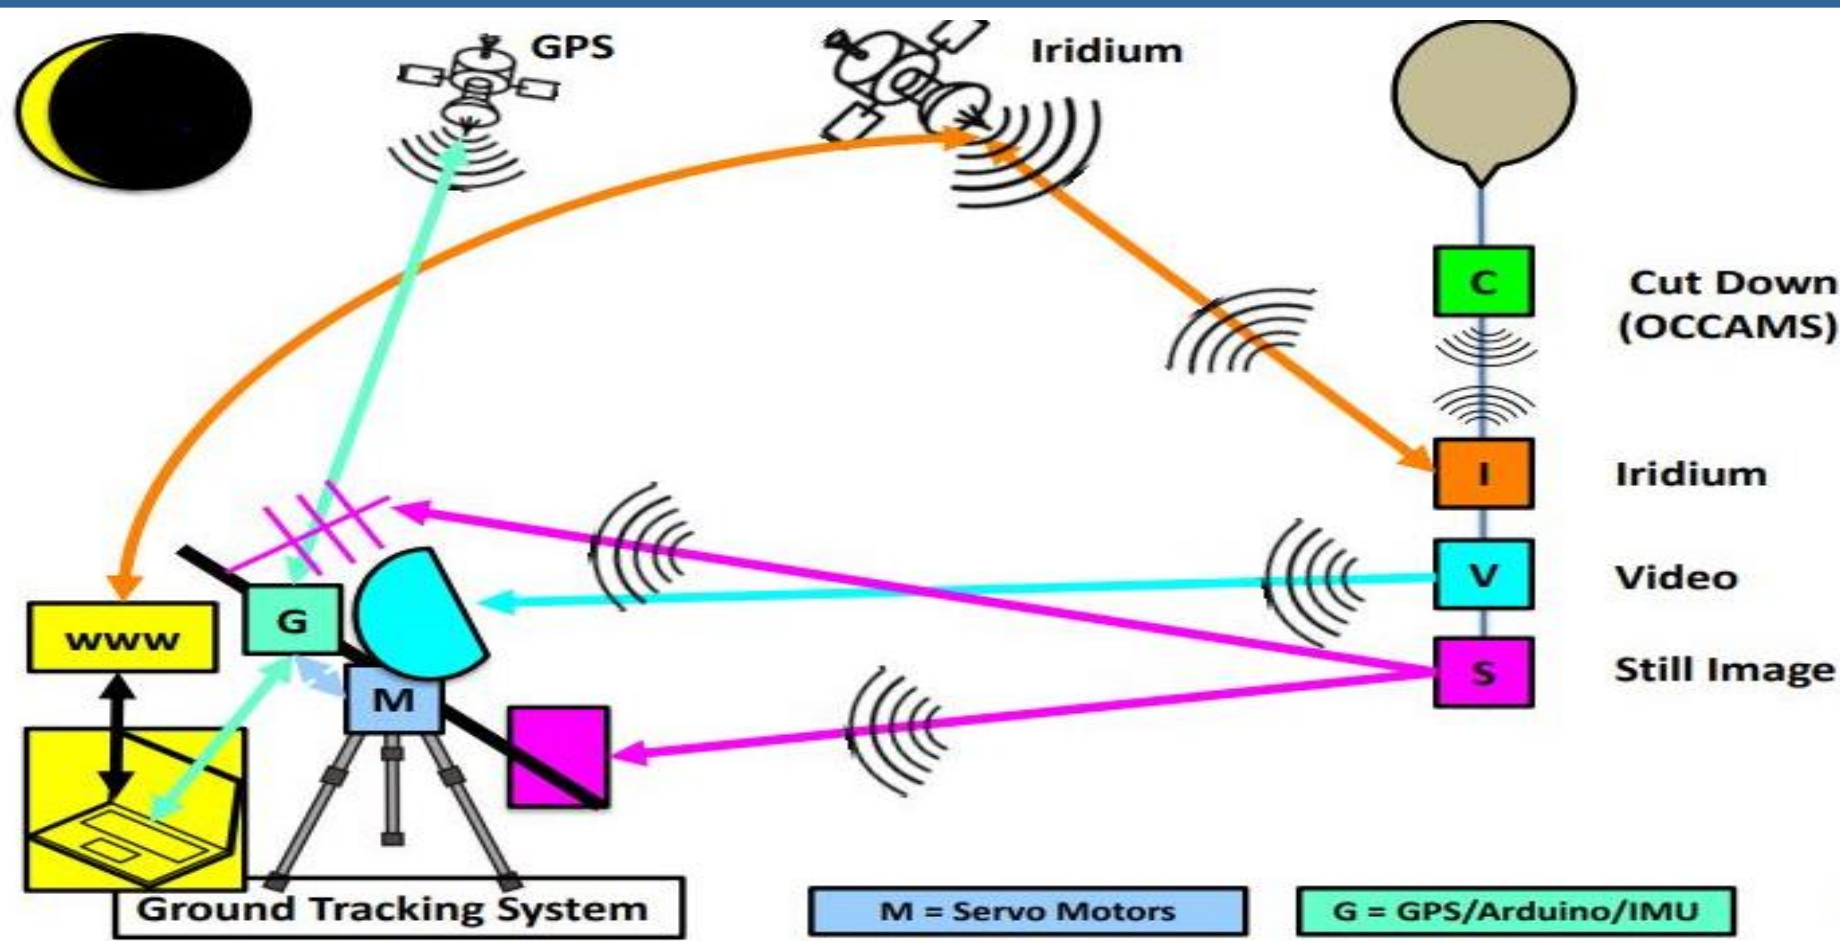 GPS
Iridium
C
Cut Down
(OCCAMS)
I
Iridium
V
Video
S
Still Image
G
www
M
Ground Tracking System
M = Servo Motors
G = GPS/Arduino/IMU